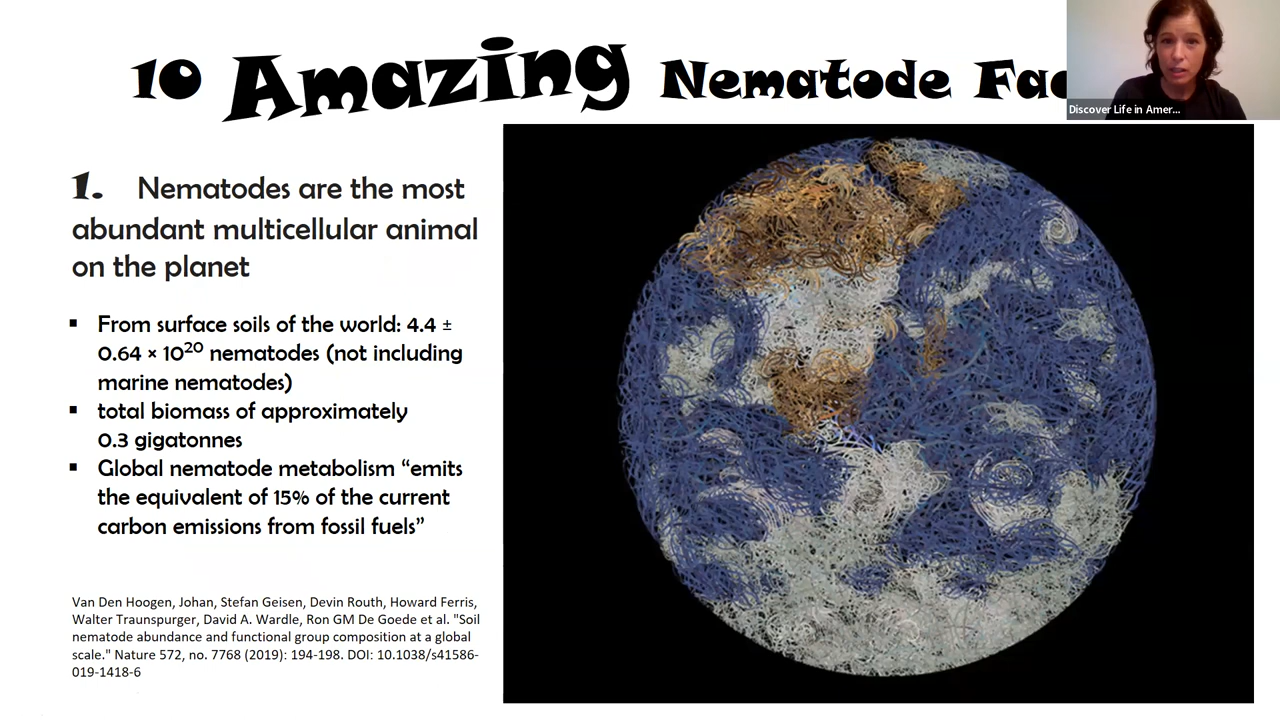 10 Amazing Nematode Fac
Discover Life in Amer...
1. Nematodes are the most
abundant multicellular animal
on the planet
▪ From surface soils of the world: 4.4 ±
0.64 × 10²⁰ nematodes (not including
marine nematodes)
▪ total biomass of approximately
0.3 gigatonnes
▪ Global nematode metabolism “emits
the equivalent of 15% of the current
carbon emissions from fossil fuels”
Van Den Hoogen, Johan, Stefan Geisen, Devin Routh, Howard Ferris,
Walter Traunspurger, David A. Wardle, Ron GM De Goede et al. "Soil
nematode abundance and functional group composition at a global
scale." Nature 572, no. 7768 (2019): 194-198. DOI: 10.1038/s41586-
019-1418-6